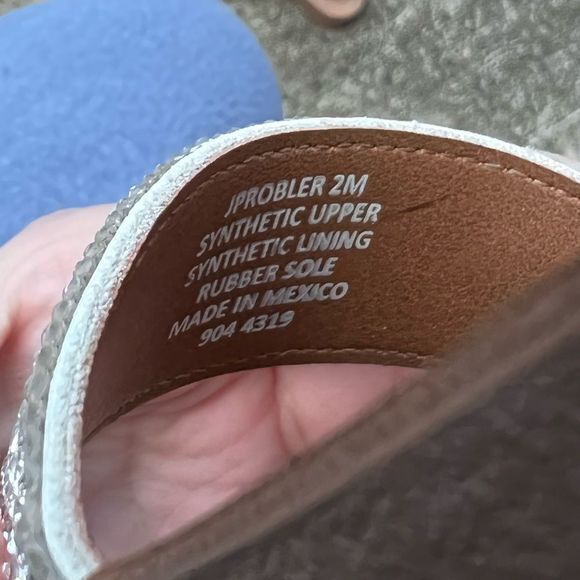 JPROBLER 2M
SYNTHETIC UPPER
SYNTHETIC LINING
RUBBER SOLE
MADE IN MEXICO
904 4319